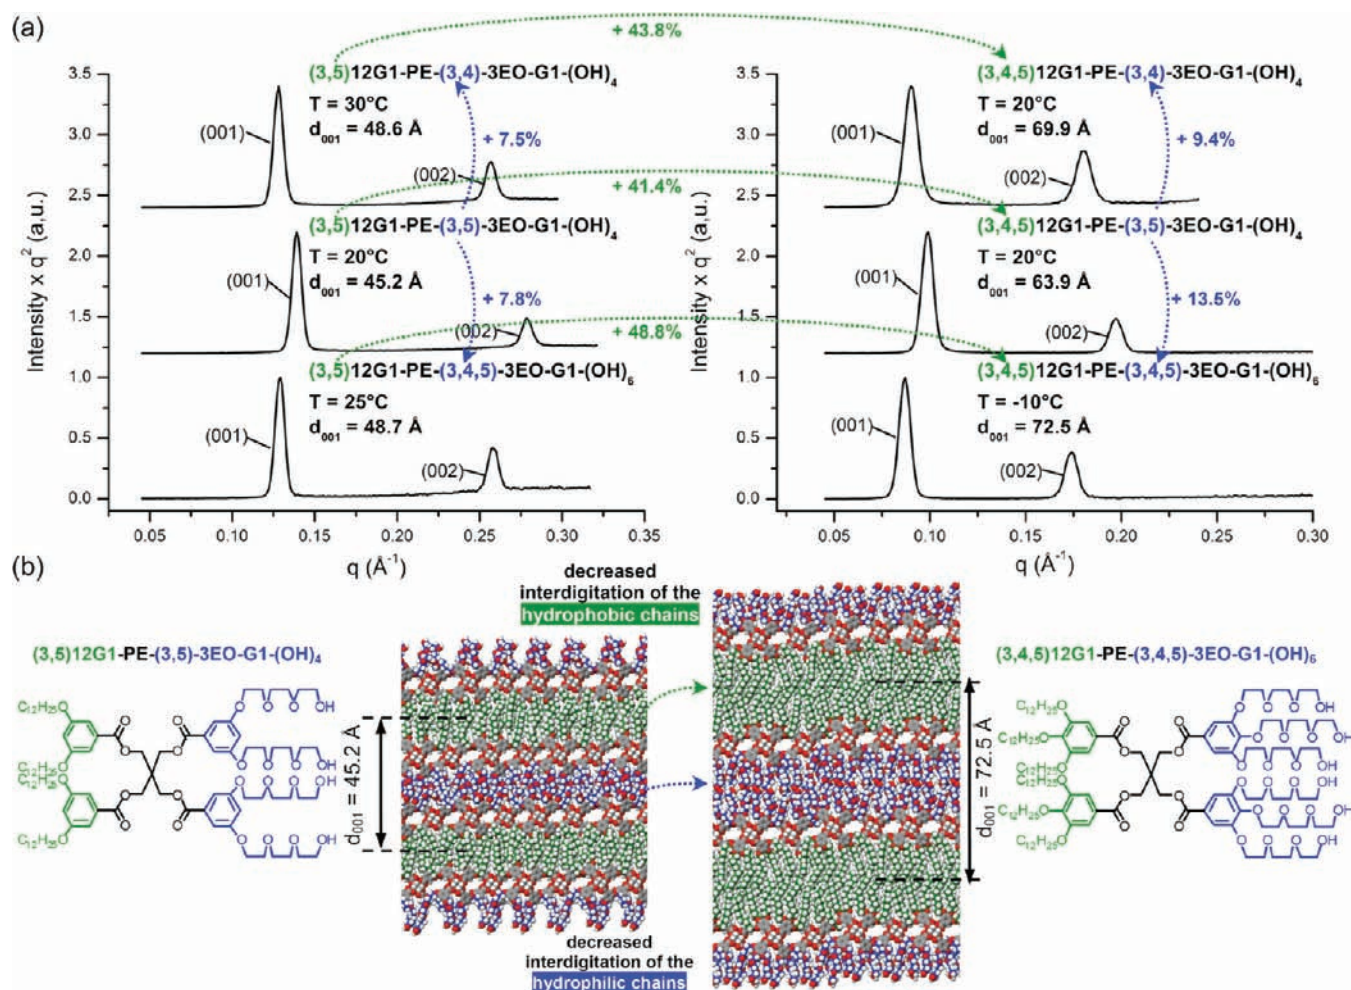 (a)
+ 43.8%
(3,5)12G1-PE-(3,4)-3EO-G1-(OH)4
T = 30°C
d001 = 48.6 Å
(001)
(002)
+ 7.5%
+ 41.4%
(3,5)12G1-PE-(3,5)-3EO-G1-(OH)4
T = 20°C
d001 = 45.2 Å
(001)
(002)
+ 7.8%
+ 48.8%
(3,5)12G1-PE-(3,4,5)-3EO-G1-(OH)6
T = 25°C
d001 = 48.7 Å
(001)
(002)
Intensity x q2 (a,u.)
3.5
3.0
2.5
2.0
1.5
1.0
0.5
0.0
0.05 0.10 0.15 0.20 0.25 0.30 0.35
q (Å-1)
(3,4,5)12G1-PE-(3,4)-3EO-G1-(OH)4
T = 20°C
d001 = 69.9 Å
(001)
(002)
+ 9.4%
(3,4,5)12G1-PE-(3,5)-3EO-G1-(OH)4
T = 20°C
d001 = 63.9 Å
(001)
(002)
+ 13.5%
(3,4,5)12G1-PE-(3,4,5)-3EO-G1-(OH)6
T = -10°C
d001 = 72.5 Å
(001)
(002)
Intensity x q2 (a,u.)
3.5
3.0
2.5
2.0
1.5
1.0
0.5
0.0
0.05 0.10 0.15 0.20 0.25 0.30
q (Å-1)
(b)
decreased
interdigitation of the
hydrophobic chains
(3,5)12G1-PE-(3,5)-3EO-G1-(OH)4
C12H25O
O O OH
d001 = 45.2 Å
d001 = 72.5 Å
(3,4,5)12G1-PE-(3,4,5)-3EO-G1-(OH)6
C12H25O
C12H25O
C12H25O
decreased
interdigitation of the
hydrophilic chains